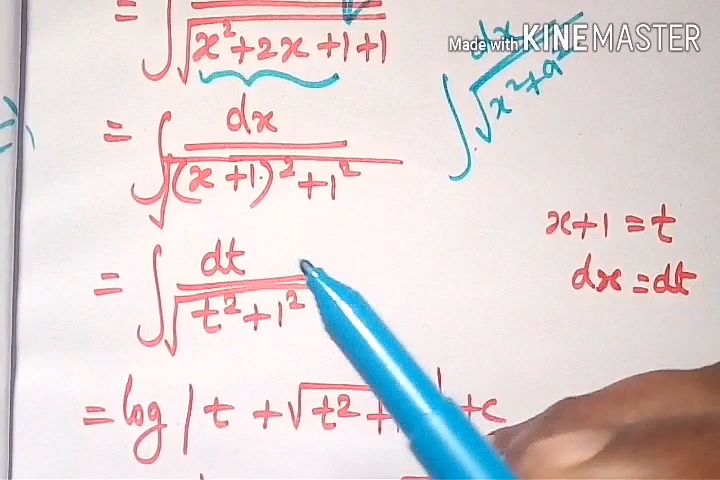 = ∫ √x²+2x+1+1
Made with KINEMASTER
∫ dx / √x²+a²
= ∫ dx / √(x+1)²+1²
x+1 = t
dx = dt
= ∫ dt / √t²+1²
= log | t + √t²+1 | + c